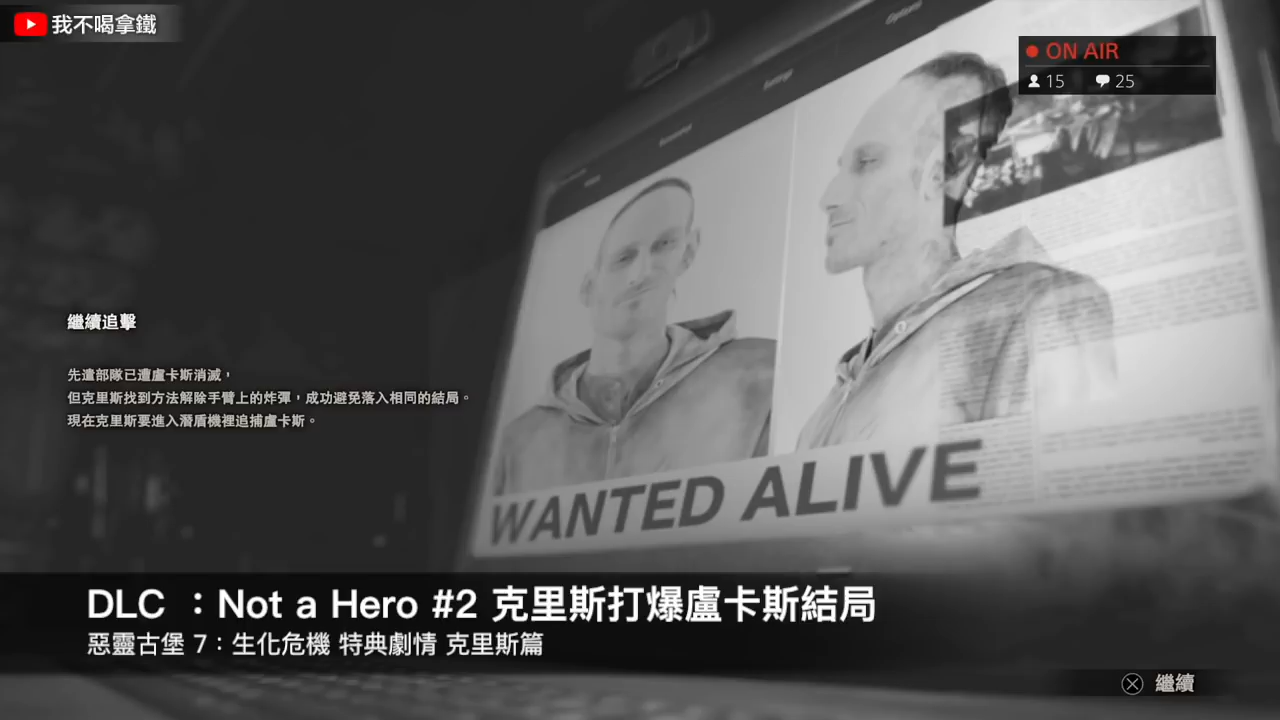 我不喝拿鐵
ON AIR
15 25
繼續追擊
先遣部隊已遭盧卡斯消滅，
但克里斯找到方法解除手臂上的炸彈，成功避免落入相同的結局。
現在克里斯要進入潛盾機裡追捕盧卡斯。
WANTED ALIVE
DLC ：Not a Hero #2 克里斯打爆盧卡斯結局
惡靈古堡 7：生化危機 特典劇情 克里斯篇
繼續